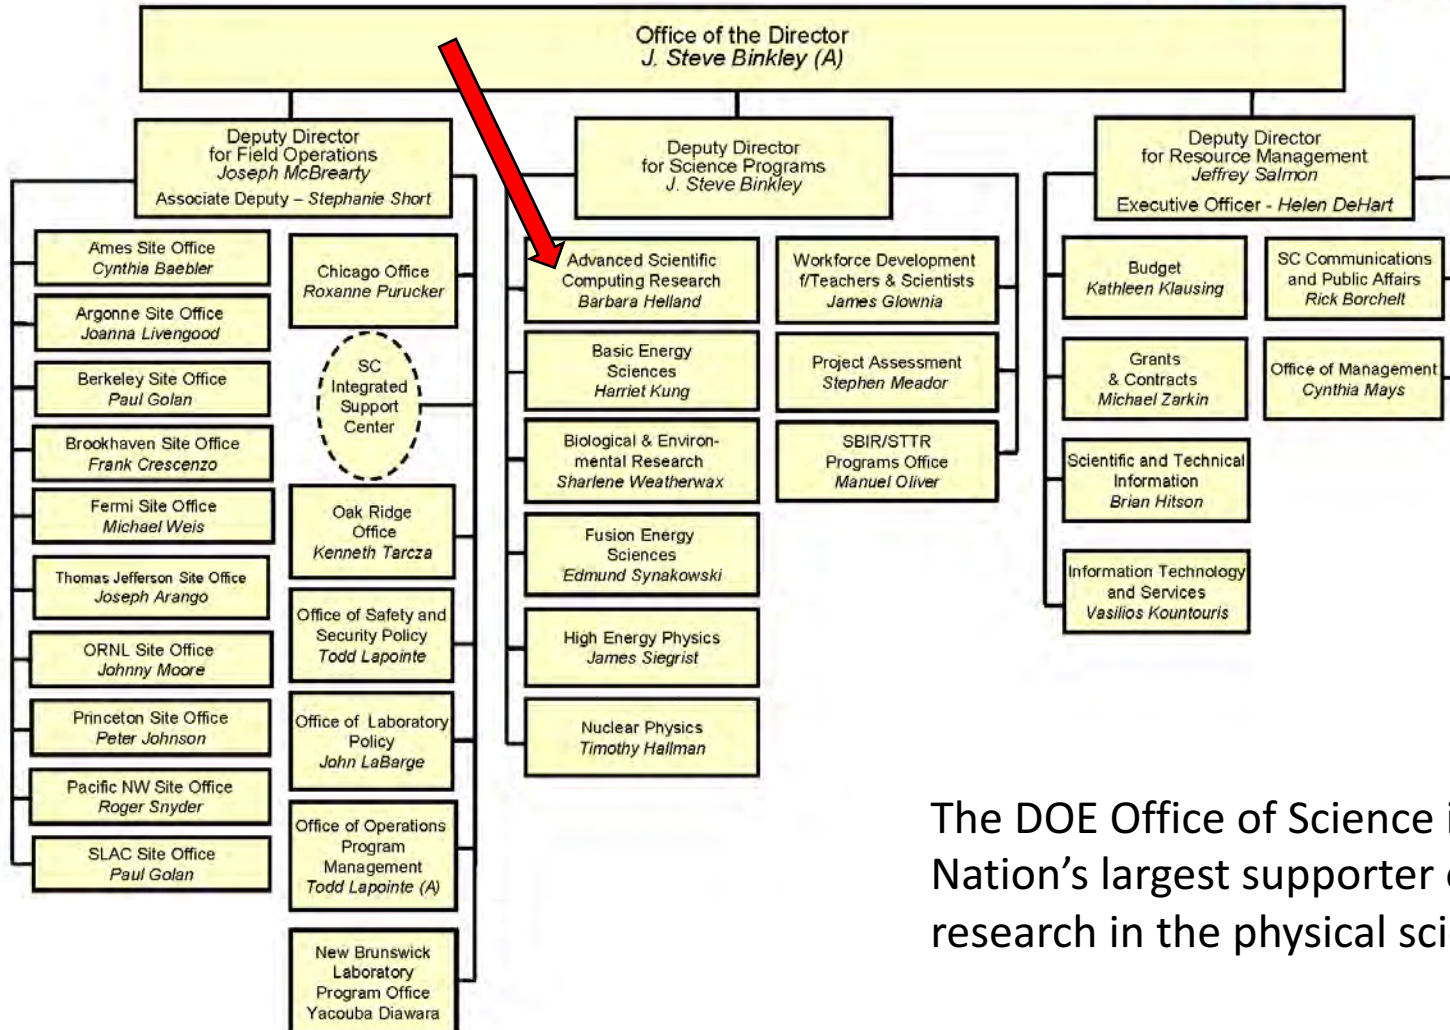 Office of the Director
J. Steve Binkley (A)
Deputy Director
for Field Operations
Joseph McBrearty
Associate Deputy – Stephanie Short
Ames Site Office
Cynthia Baebler
Argonne Site Office
Joanna Livengood
Berkeley Site Office
Paul Golan
Brookhaven Site Office
Frank Crescenzo
Fermi Site Office
Michael Weis
Thomas Jefferson Site Office
Joseph Arango
ORNL Site Office
Johnny Moore
Princeton Site Office
Peter Johnson
Pacific NW Site Office
Roger Snyder
SLAC Site Office
Paul Golan
Chicago Office
Roxanne Purucker
SC
Integrated
Support
Center
Oak Ridge
Office
Kenneth Tarcza
Office of Safety and
Security Policy
Todd Lapointe
Office of Laboratory
Policy
John LaBarge
Office of Operations
Program
Management
Todd Lapointe (A)
New Brunswick
Laboratory
Program Office
Yacouba Diawara
Deputy Director
for Science Programs
J. Steve Binkley
Advanced Scientific
Computing Research
Barbara Helland
Basic Energy
Sciences
Harriet Kung
Biological & Environ-
mental Research
Sharlene Weatherwax
Fusion Energy
Sciences
Edmund Synakowski
High Energy Physics
James Siegrist
Nuclear Physics
Timothy Hallman
Workforce Development
f/Teachers & Scientists
James Glownia
Project Assessment
Stephen Meador
SBIR/STTR
Programs Office
Manuel Oliver
Deputy Director
for Resource Management
Jeffrey Salmon
Executive Officer - Helen DeHart
Budget
Kathleen Klausing
Grants
& Contracts
Michael Zarkin
Scientific and Technical
Information
Brian Hitson
Information Technology
and Services
Vasilios Kountouris
SC Communications
and Public Affairs
Rick Borchelt
Office of Management
Cynthia Mays
The DOE Office of Science
Nation's largest supporter
research in the physical